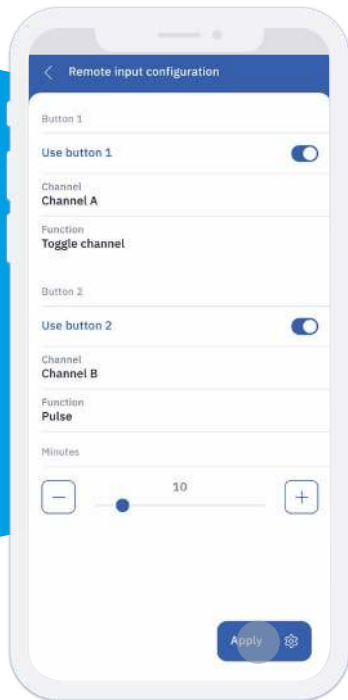 Remote input configuration
Button 1
Use button 1
Channel
Channel A
Function
Toggle channel
Button 2
Use button 2
Channel
Channel B
Function
Pulse
Minutes
10
Apply